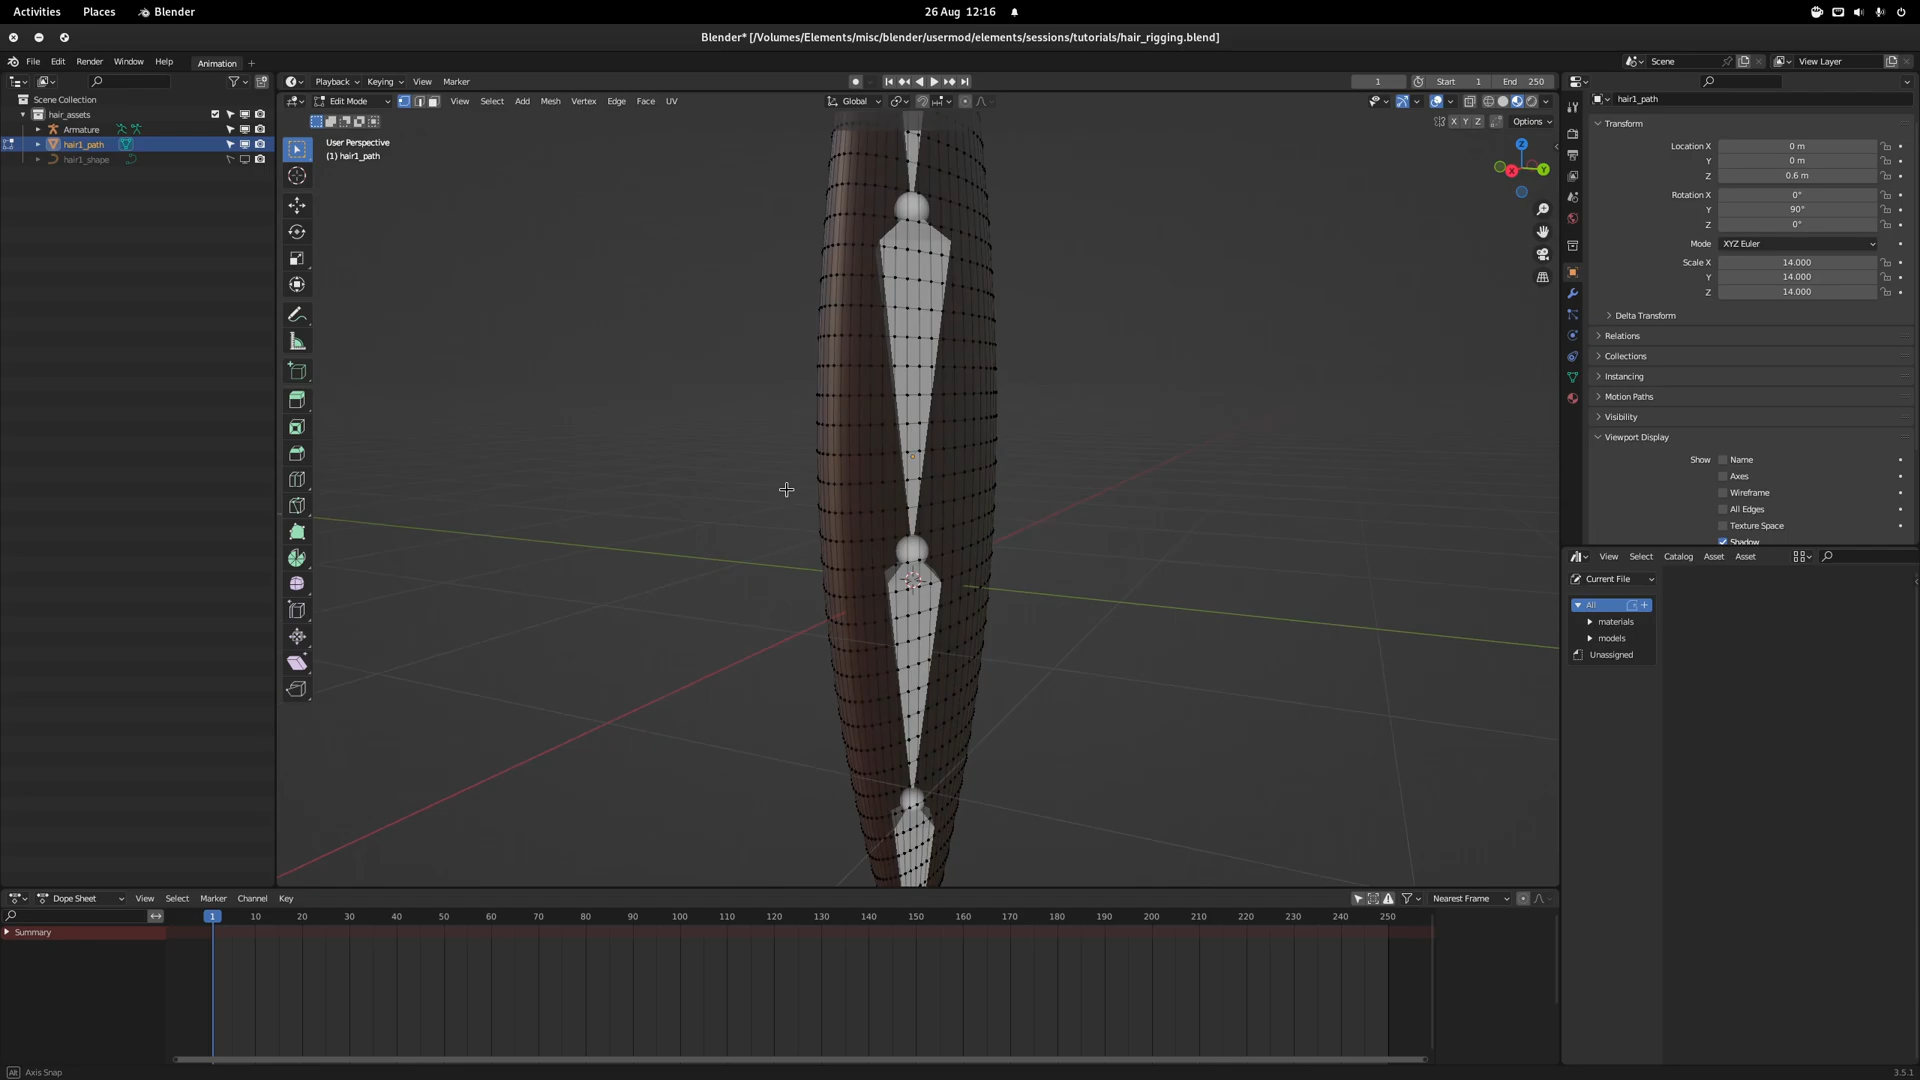 Activities Places Blender 26 Aug 12:16
Blender* [/Volumes/Elements/misc/blender/usermod/elements/sessions/tutorials/hair_rigging.blend]
File Edit Render Window Help Animation + Scene View Layer
Playback Keying View Marker 1 Start 1 End 250
Scene Collection
hair_assets
Armature
hair1_path
hair1_shape
Edit Mode View Select Add Mesh Vertex Edge Face UV Global
X Y Z Options
User Perspective
(1) hair1_path
Z
X
Y
hair1_path
Transform
Location X 0 m
Y 0 m
Z 0.6 m
Rotation X 0°
Y 90°
Z 0°
Mode XYZ Euler
Scale X 14.000
Y 14.000
Z 14.000
Delta Transform
Relations
Collections
Instancing
Motion Paths
Visibility
Viewport Display
Show Name
Axes
Wireframe
All Edges
Texture Space
Shadow
View Select Catalog Asset Asset
Current File
All
materials
models
Unassigned
Dope Sheet View Select Marker Channel Key Nearest Frame
1 10 20 30 40 50 60 70 80 90 100 110 120 130 140 150 160 170 180 190 200 210 220 230 240 250
Summary
Alt Axis Snap 3.5.1